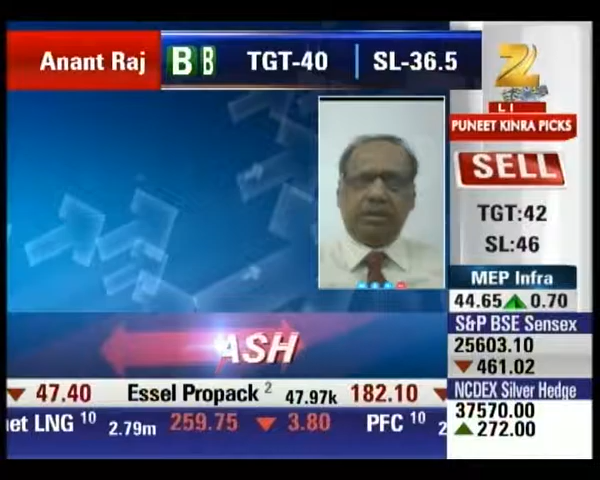 Anant Raj B B TGT-40 SL-36.5
LI
PUNEET KINRA PICKS
SELL
TGT:42
SL:46
MEP Infra
44.65 0.70
S&P BSE Sensex
25603.10
461.02
NCDEX Silver Hedge
37570.00
272.00
ASH
47.40 Essel Propack 2 47.97k 182.10
et LNG 10 2.79m 259.75 3.80 PFC 10 2